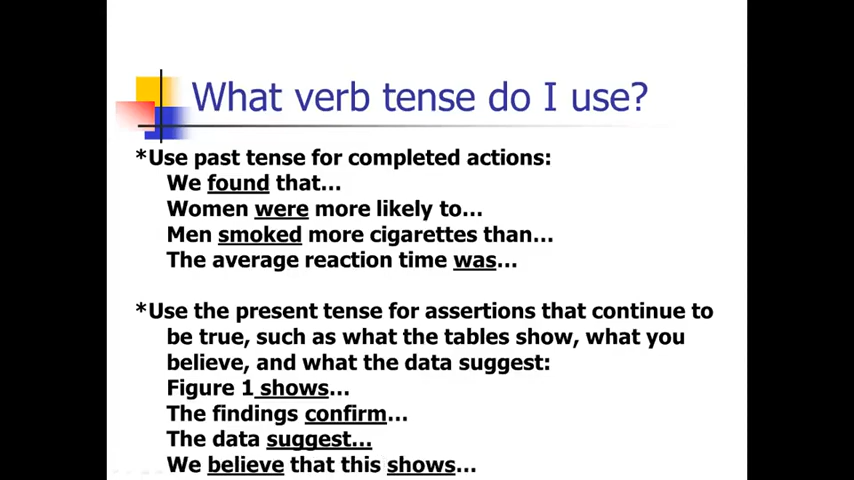 What verb tense do I use?
*Use past tense for completed actions:
We found that...
Women were more likely to...
Men smoked more cigarettes than...
The average reaction time was...
*Use the present tense for assertions that continue to
be true, such as what the tables show, what you
believe, and what the data suggest:
Figure 1 shows...
The findings confirm...
The data suggest...
We believe that this shows...